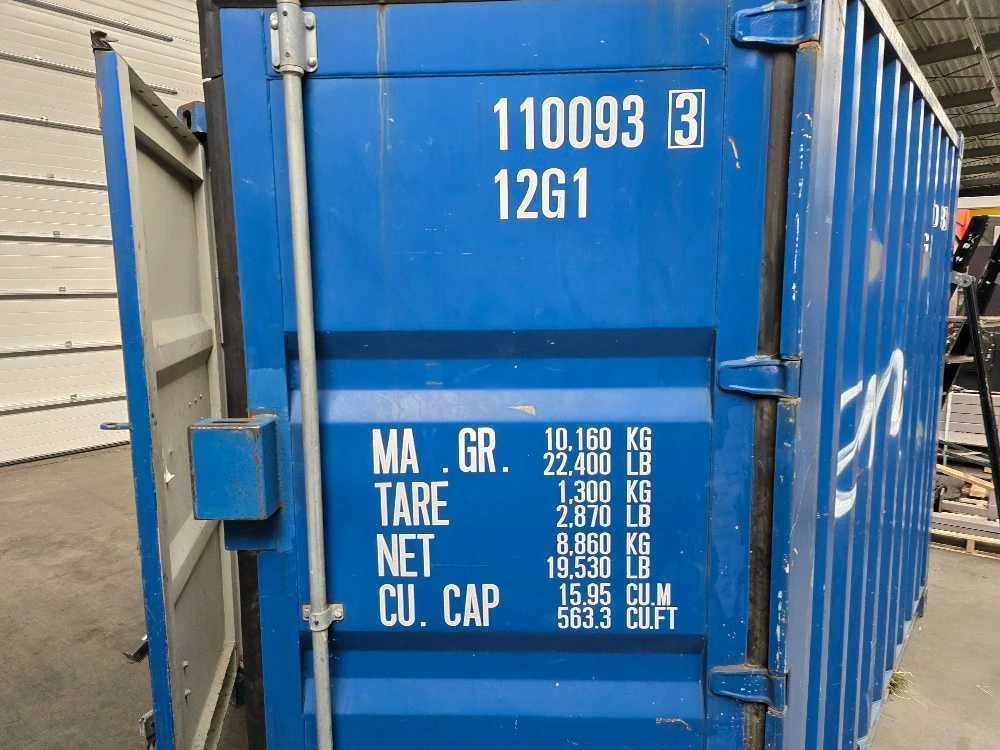 110093 3
12G1
MA .GR. 10,160 KG
22,400 LB
TARE 1,300 KG
2,870 LB
NET 8,860 KG
19,530 LB
CU. CAP 15.95 CU.M
563.3 CU.FT